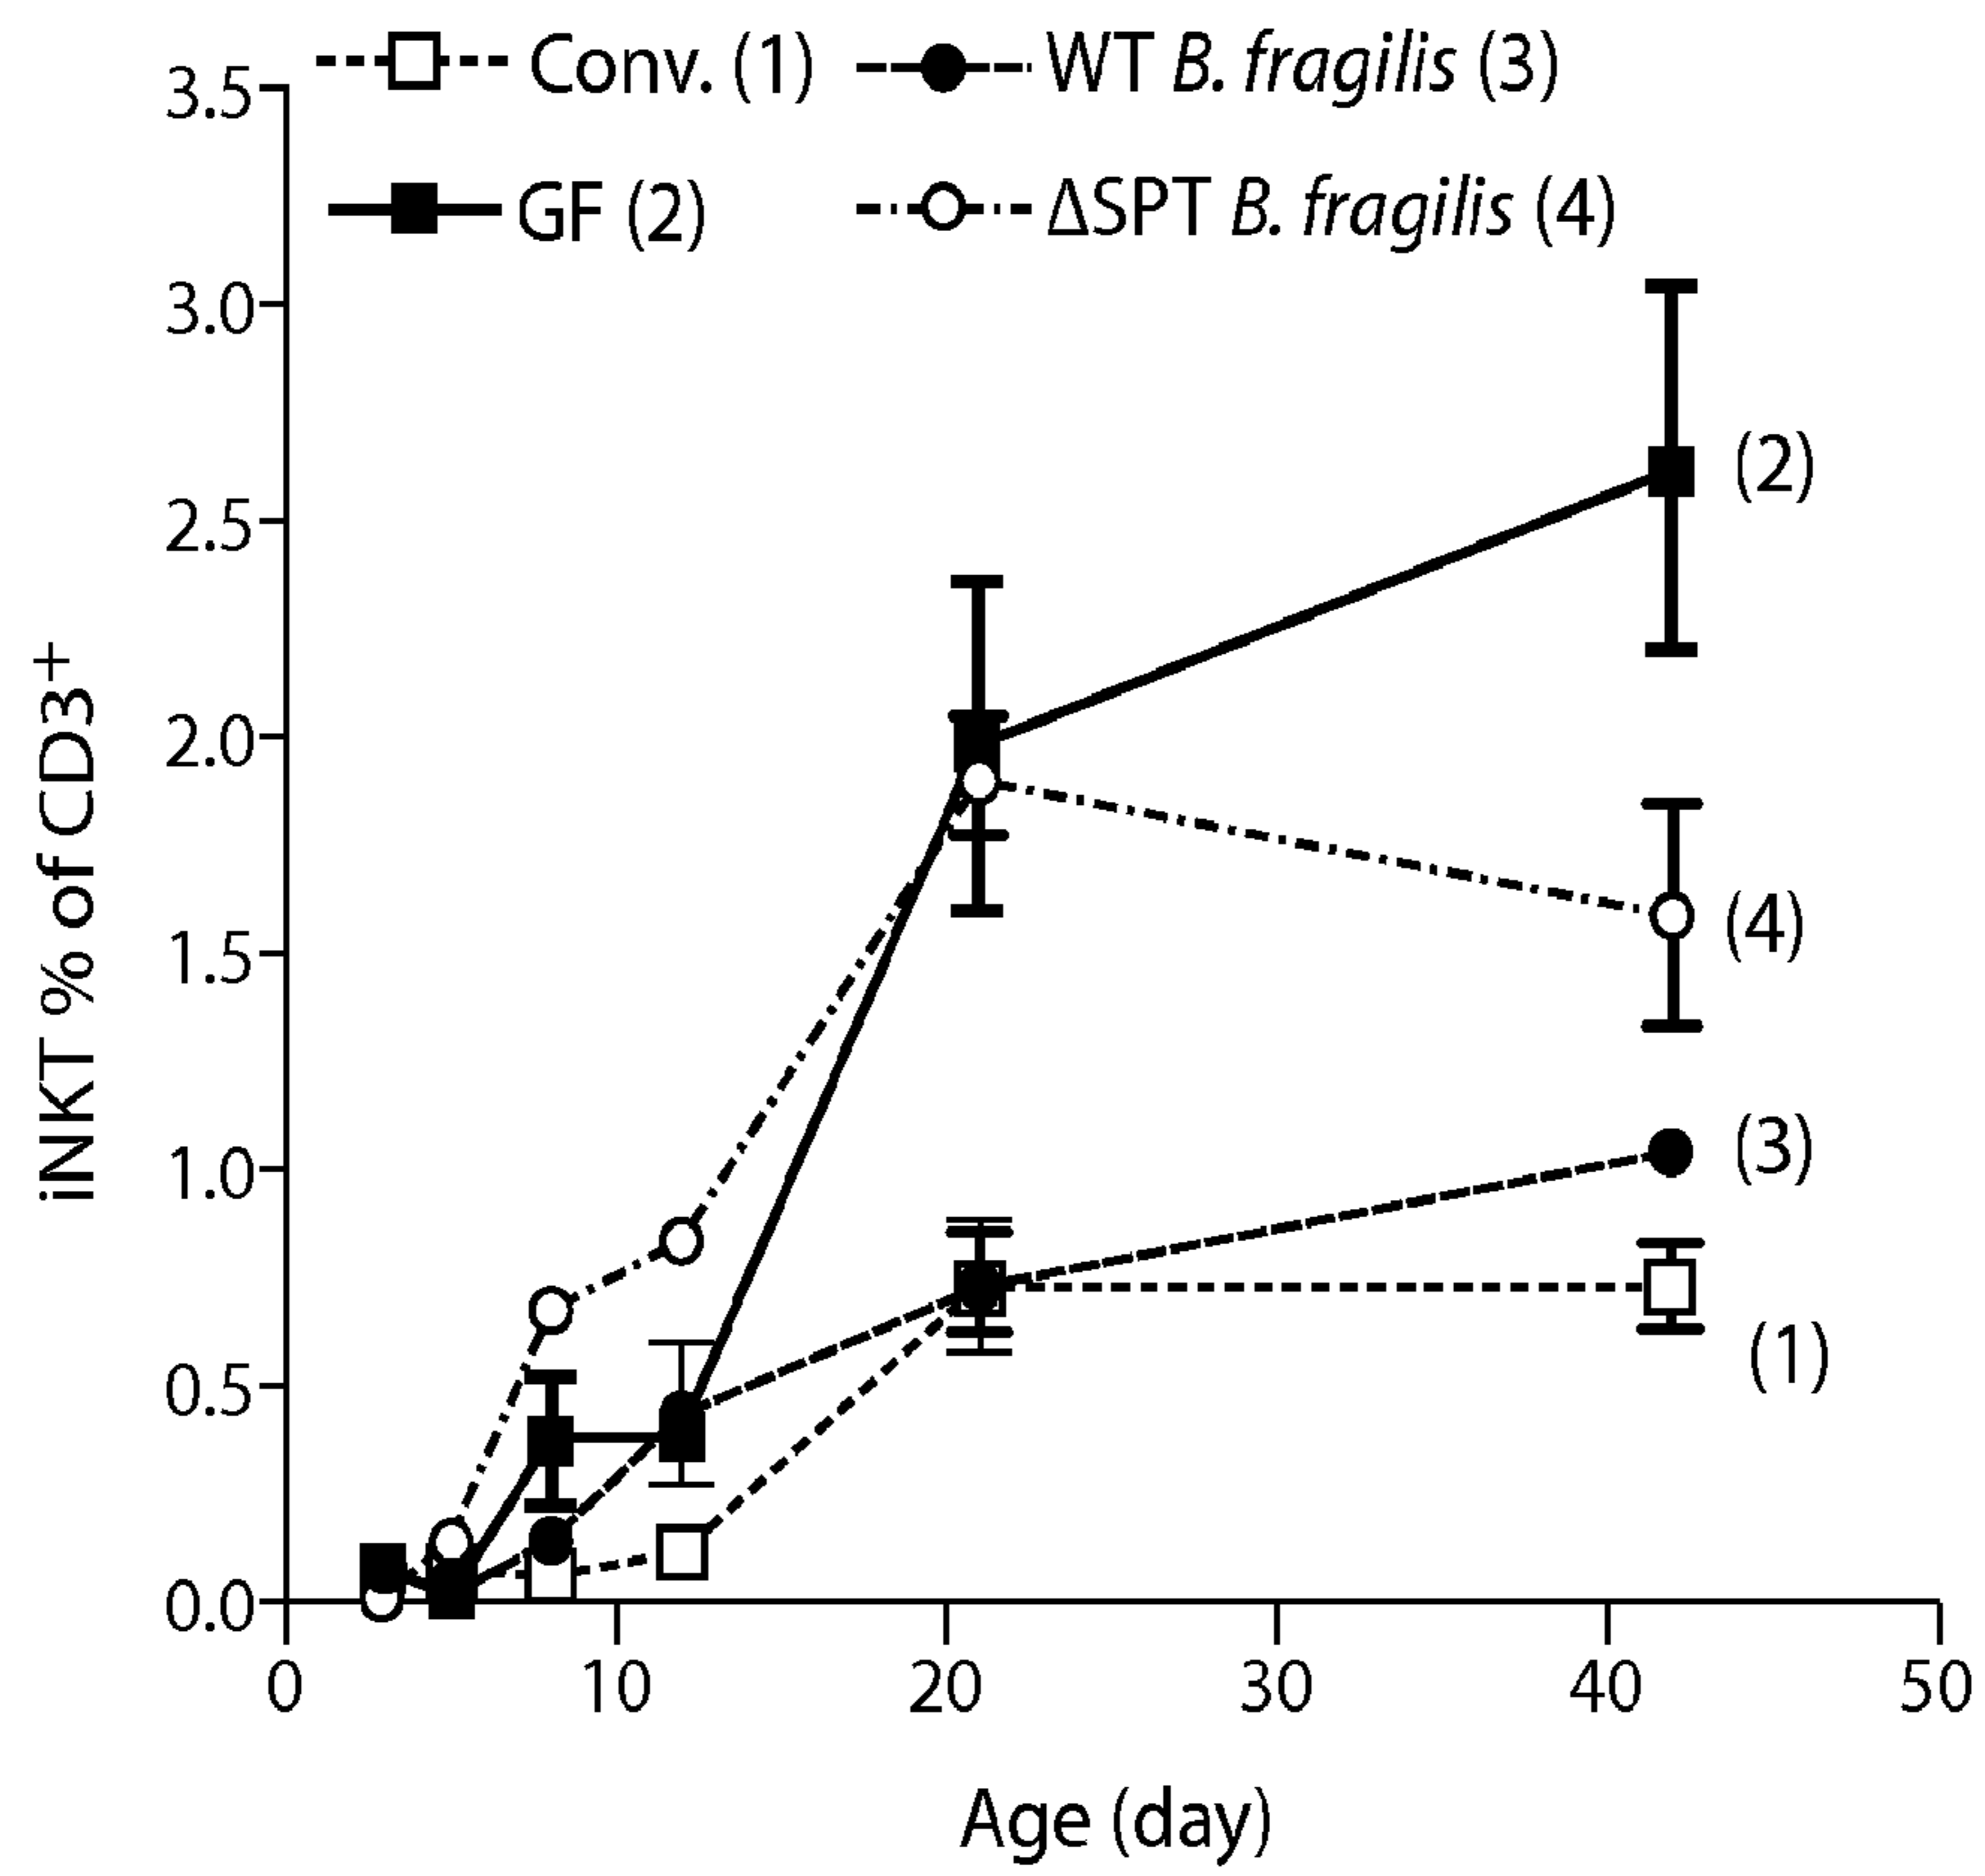 Conv. (1) WT B. fragilis (3)
GF (2) ΔSPT B. fragilis (4)
3.5
3.0
2.5
2.0
1.5
1.0
0.5
0.0
iNKT % of CD3+
(2)
(4)
(3)
(1)
0 10 20 30 40 50
Age (day)